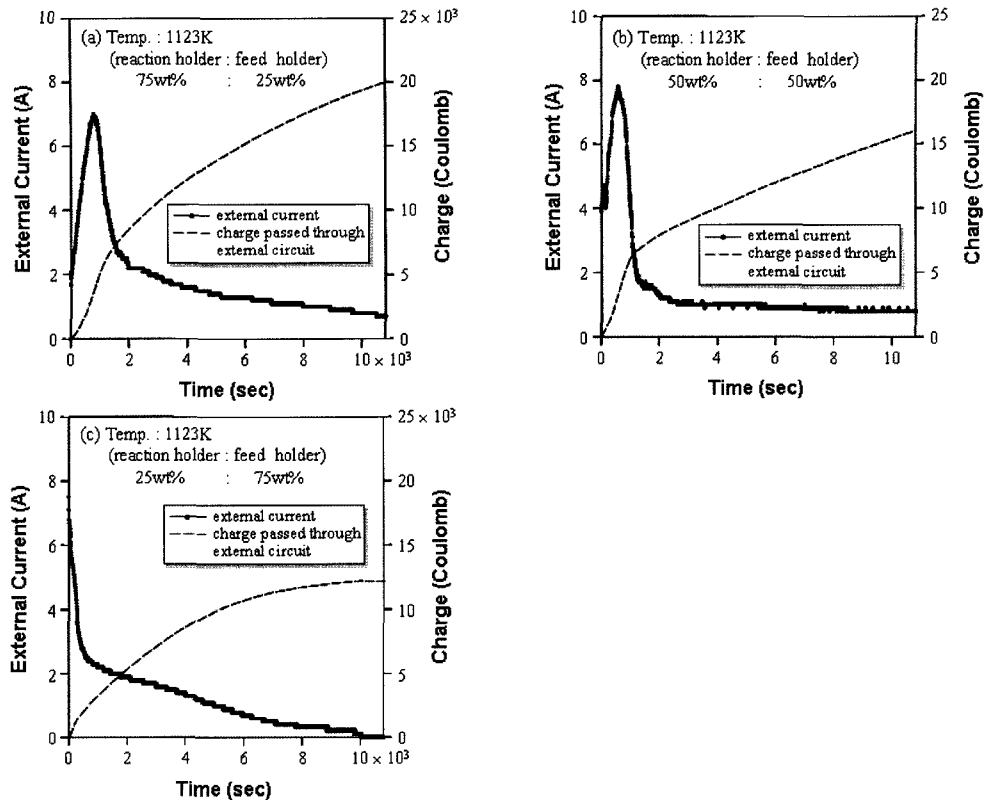 (a) Temp. : 1123K
(reaction holder : feed holder)
75wt% : 25wt%
external current
charge passed through
external circuit
External Current (A)
10
8
6
4
2
0
25 × 10³
20
15
10
5
0
Charge (Coulomb)
0 2 4 6 8 10 × 10³
Time (sec)
(b) Temp. : 1123K
(reaction holder : feed holder)
50wt% : 50wt%
external current
charge passed through
external circuit
External Current (A)
10
8
6
4
2
0
25
20
15
10
5
0
Charge (Coulomb)
0 2 4 6 8 10
Time (sec)
(c) Temp. : 1123K
(reaction holder : feed holder)
25wt% : 75wt%
external current
charge passed through
external circuit
External Current (A)
10
8
6
4
2
0
25 × 10³
20
15
10
5
0
Charge (Coulomb)
0 2 4 6 8 10 × 10³
Time (sec)